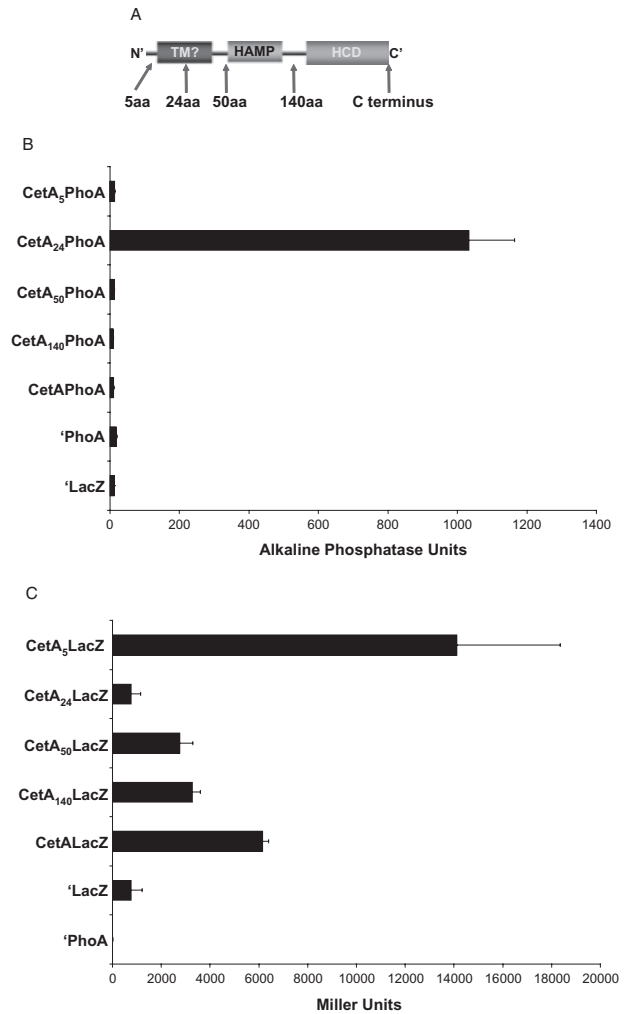 A
N’ TM? HAMP HCD C’
5aa 24aa 50aa 140aa C terminus
B
CetA5PhoA
CetA24PhoA
CetA50PhoA
CetA140PhoA
CetAPhoA
‘PhoA
‘LacZ
0 200 400 600 800 1000 1200 1400
Alkaline Phosphatase Units
C
CetA5LacZ
CetA24LacZ
CetA50LacZ
CetA140LacZ
CetALacZ
‘LacZ
‘PhoA
0 2000 4000 6000 8000 10000 12000 14000 16000 18000 20000
Miller Units